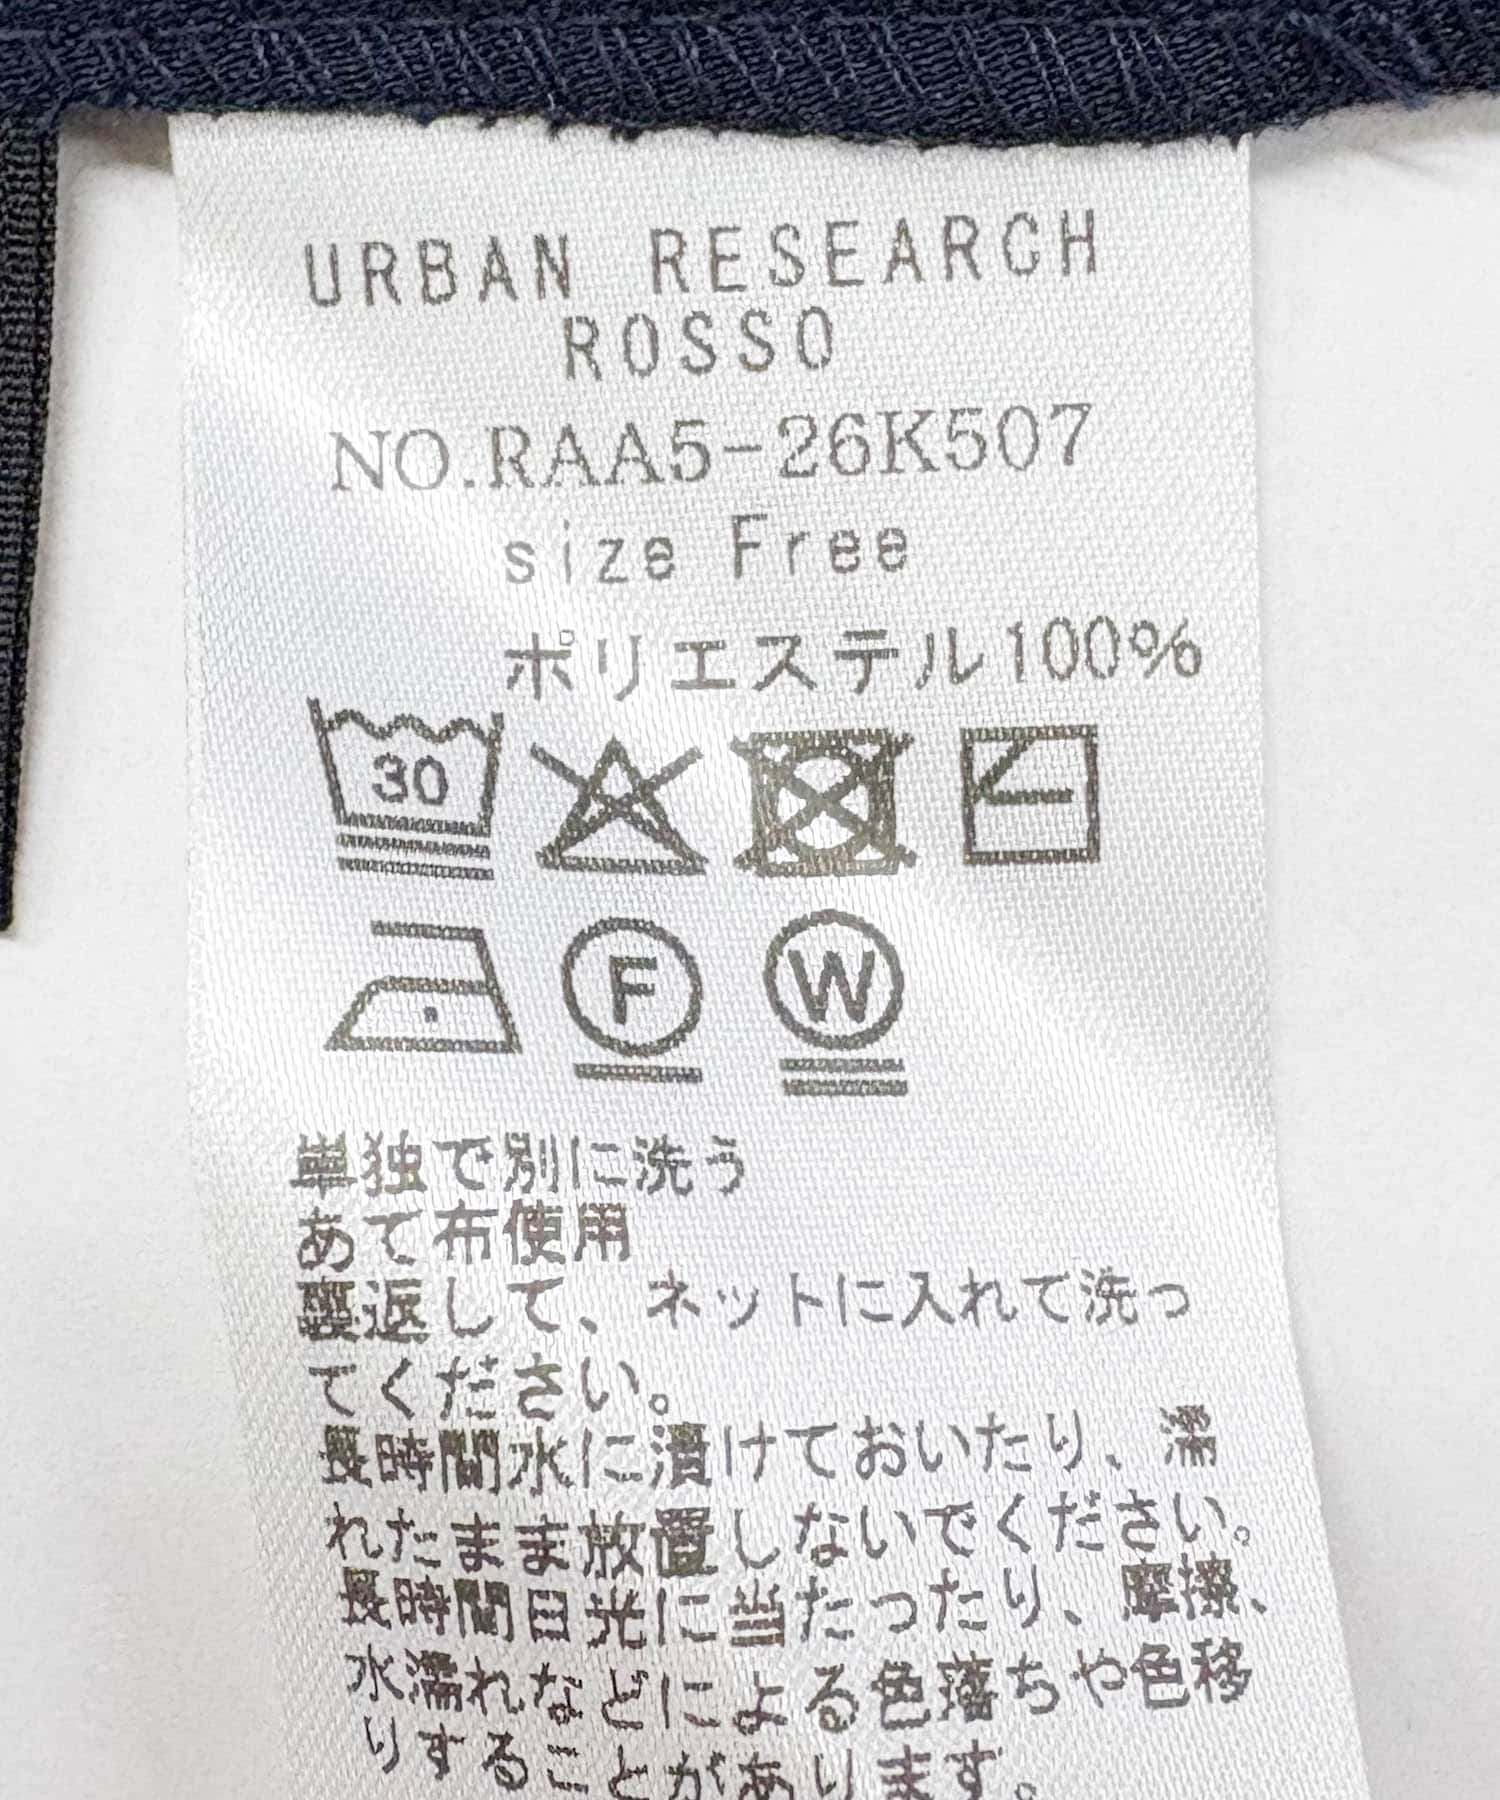 URBAN RESEARCH
ROSSO
NO.RAA5-26K507
size Free
ポリエステル100%
30
F
W
単独で別に洗う
あて布使用
裏返して、ネットに入れて洗っ
てください。
長時間水に漬けておいたり、濡
れたまま放置しないでください。
長時間日光に当たったり、摩擦、
水濡れなどによる色落ちや色移
りすることがあります。